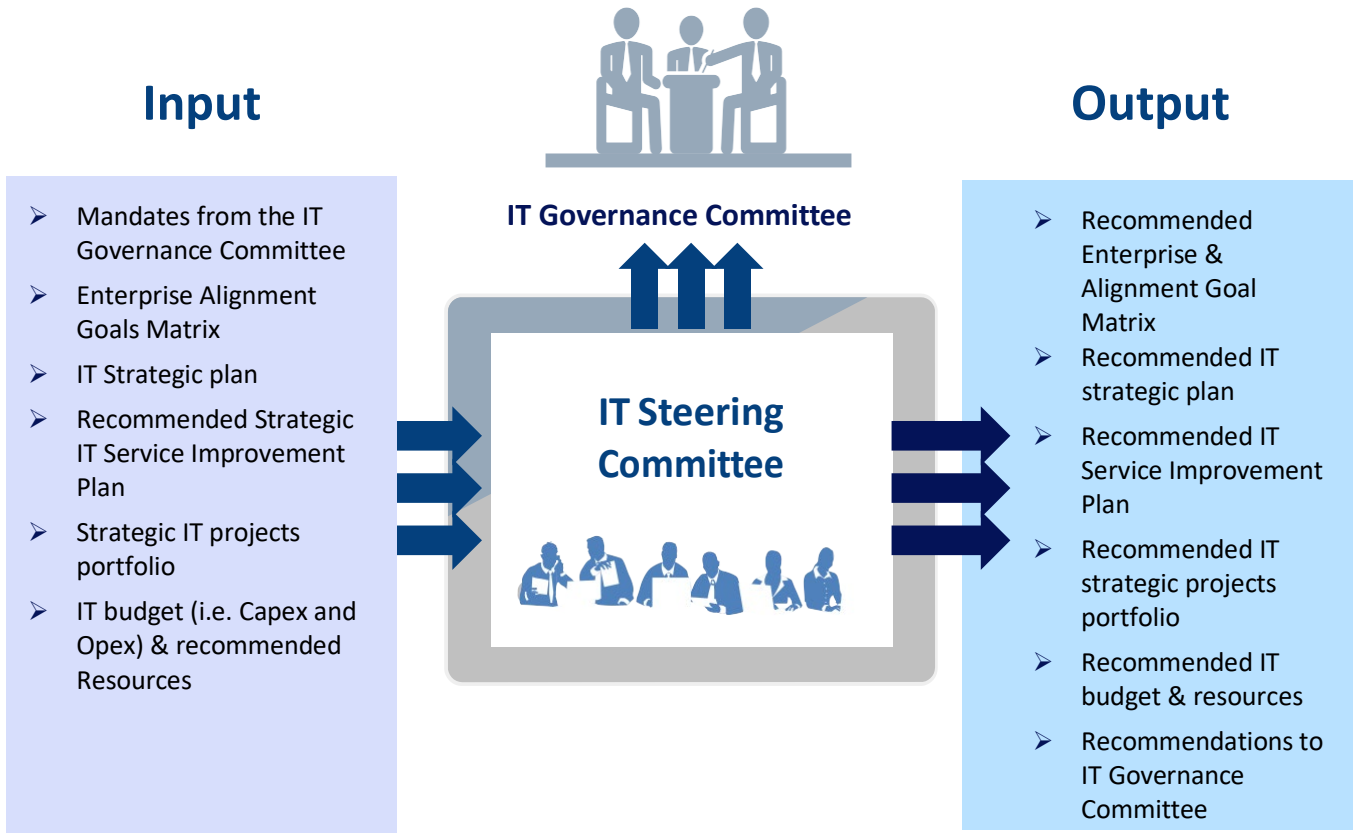 Input
Mandates from the IT
Governance Committee
Enterprise Alignment
Goals Matrix
IT Strategic plan
Recommended Strategic
IT Service Improvement
Plan
Strategic IT projects
portfolio
IT budget (i.e. Capex and
Opex) & recommended
Resources
IT Governance Committee
IT Steering
Committee
Output
Recommended
Enterprise &
Alignment Goal
Matrix
Recommended IT
strategic plan
Recommended IT
Service Improvement
Plan
Recommended IT
strategic projects
portfolio
Recommended IT
budget & resources
Recommendations to
IT Governance
Committee